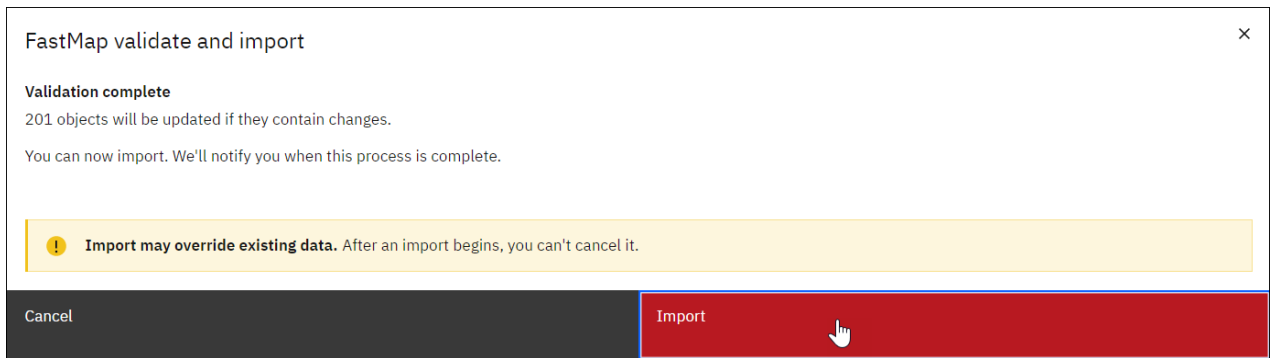 FastMap validate and import
Validation complete
201 objects will be updated if they contain changes.
You can now import. We'll notify you when this process is complete.
Import may override existing data. After an import begins, you can't cancel it.
Cancel
Import